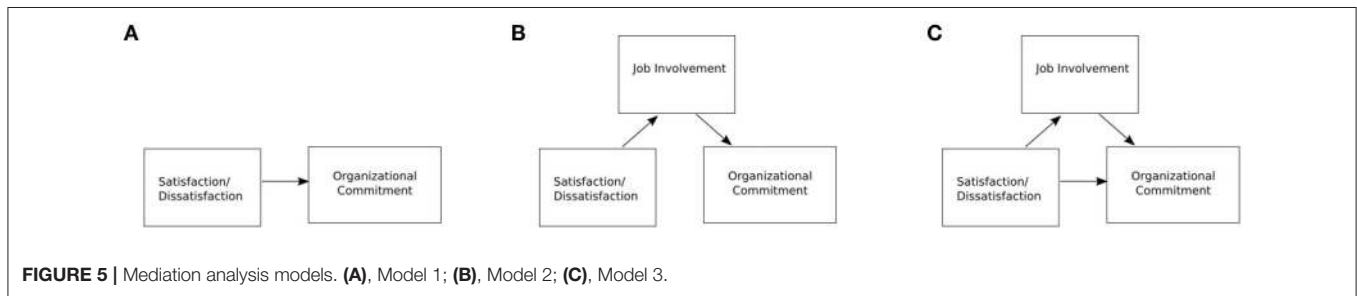 A
Satisfaction/
Dissatisfaction
Organizational
Commitment
B
Job Involvement
Satisfaction/
Dissatisfaction
Organizational
Commitment
C
Job Involvement
Satisfaction/
Dissatisfaction
Organizational
Commitment
FIGURE 5 | Mediation analysis models. (A), Model 1; (B), Model 2; (C), Model 3.